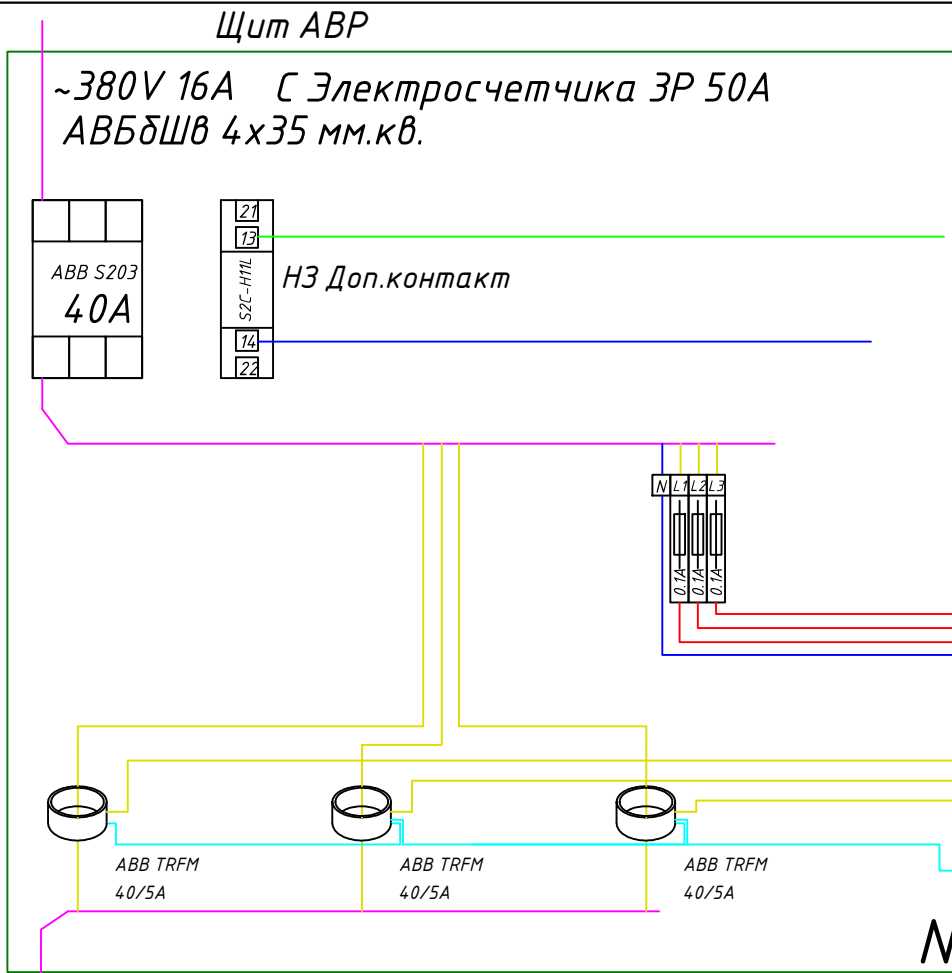 Щит АВР
~380V 16A С Электросчетчика 3Р 50А
АВБбШв 4х35 мм.кв.
21
13
ABB S203
40A
S2C-H11L
НЗ Доп.контакт
14
22
N L1 L2 L3
0.1A 0.1A 0.1A
ABB TRFM
40/5A
ABB TRFM
40/5A
ABB TRFM
40/5A